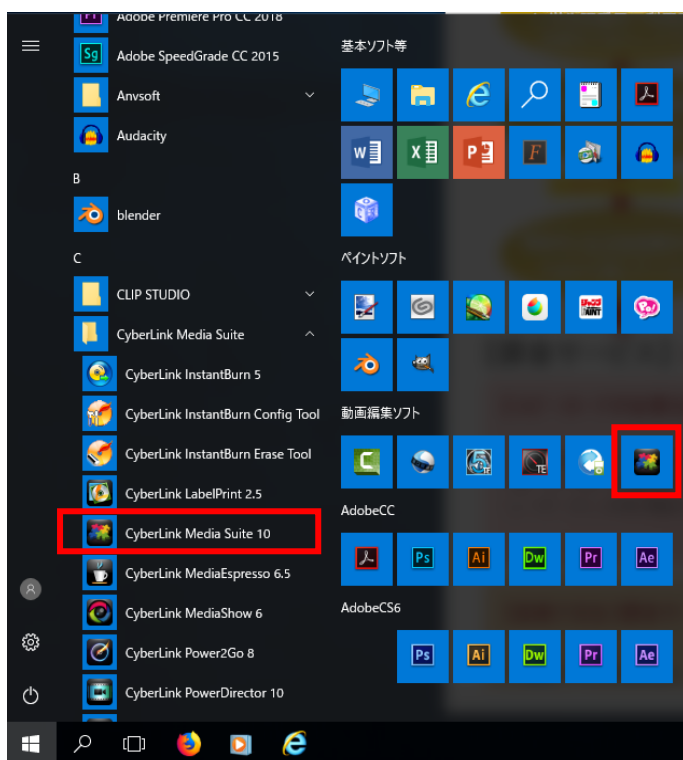 Adobe Premiere Pro CC 2018
Adobe SpeedGrade CC 2015
Anvsoft
Audacity
B
blender
C
CLIP STUDIO
CyberLink Media Suite
CyberLink InstantBurn 5
CyberLink InstantBurn Config Tool
CyberLink InstantBurn Erase Tool
CyberLink LabelPrint 2.5
CyberLink Media Suite 10
CyberLink MediaEspresso 6.5
CyberLink MediaShow 6
CyberLink Power2Go 8
CyberLink PowerDirector 10
基本ソフト等
ペイントソフト
動画編集ソフト
AdobeCC
Ps Ai Dw Pr Ae
AdobeCS6
Ps Ai Dw Pr Ae